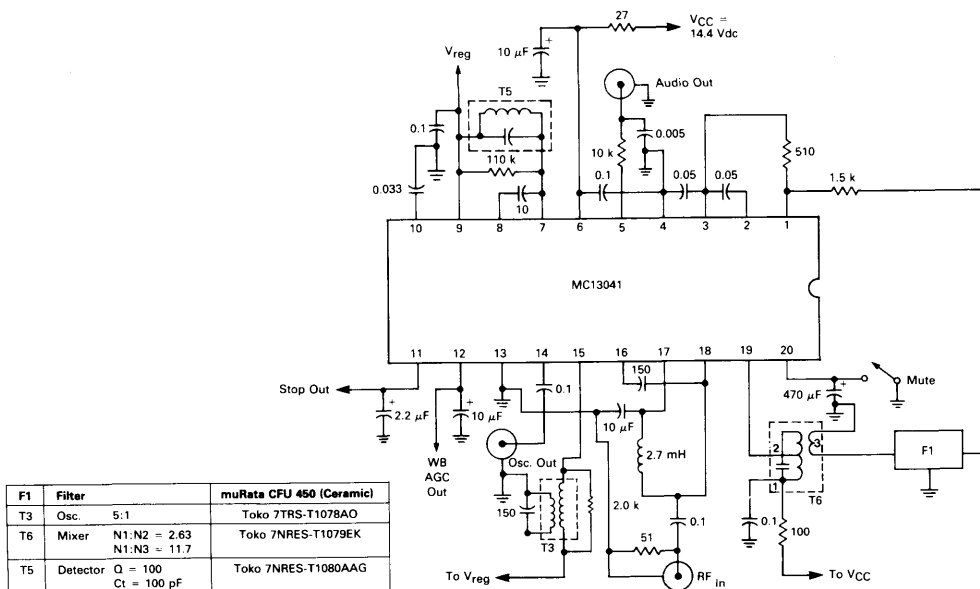 27
VCC =
14.4 Vdc
10 µF
+
Vreg
Audio Out
T5
0.1
0.005
510
10 k
110 k
0.1
0.05
0.05
1.5 k
0.033
10
10 9 8 7 6 5 4 3 2 1
MC13041
11 12 13 14 15 16 17 18 19 20
150
Stop Out
+
2.2 µF
+
10 µF
0.1
10 µF
470 µF
+
Mute
WB
AGC
Out
Osc. Out
2.7 mH
2
3
1
F1
T6
150
2.0 k
0.1
0.1
100
T3
51
To Vreg
RF in
To VCC
F1 Filter muRata CFU 450 (Ceramic)
T3 Osc. 5:1 Toko 7TRS-T1078AO
T6 Mixer N1:N2 = 2.63 Toko 7NRES-T1079EK
N1:N3 = 11.7
T5 Detector Q = 100 Toko 7NRES-T1080AAG
Ct = 100 pF